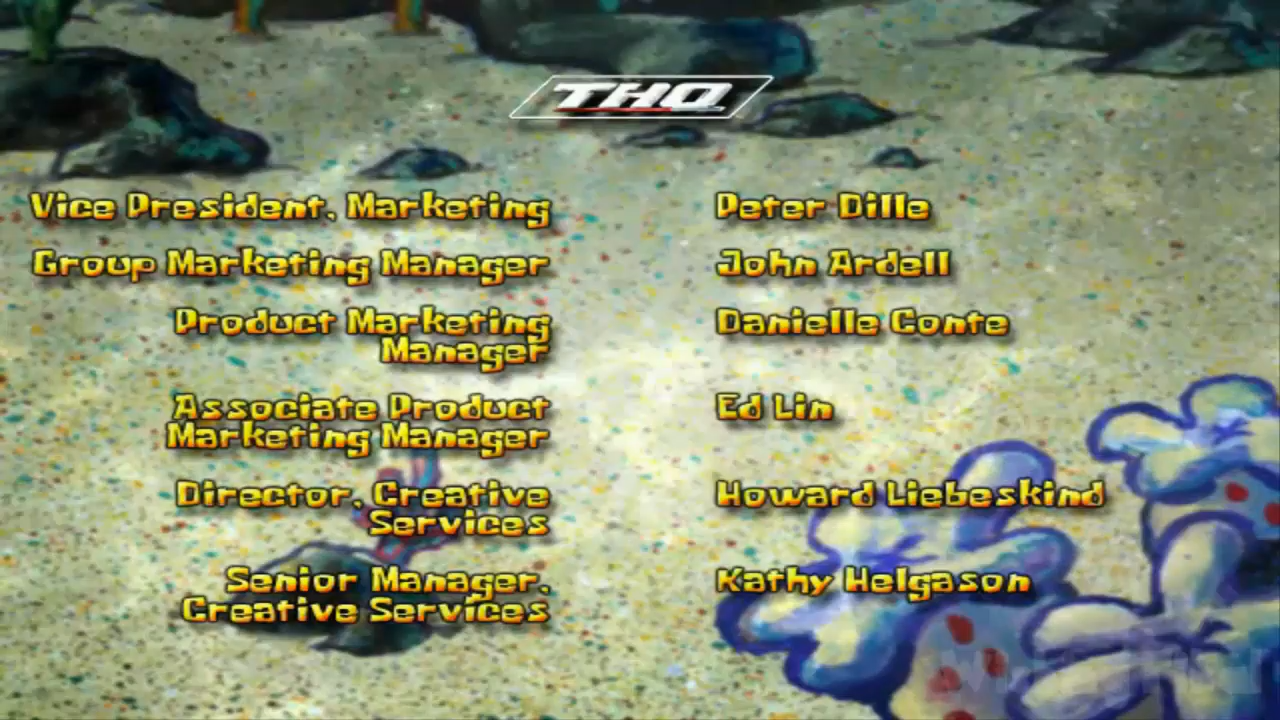 THQ
Vice President, Marketing Peter Dille
Group Marketing Manager John Ardell
Product Marketing Danielle Conte
Manager
Associate Product Ed Lin
Marketing Manager
Director, Creative Howard Liebeskind
Services
Senior Manager, Kathy Helgason
Creative Services